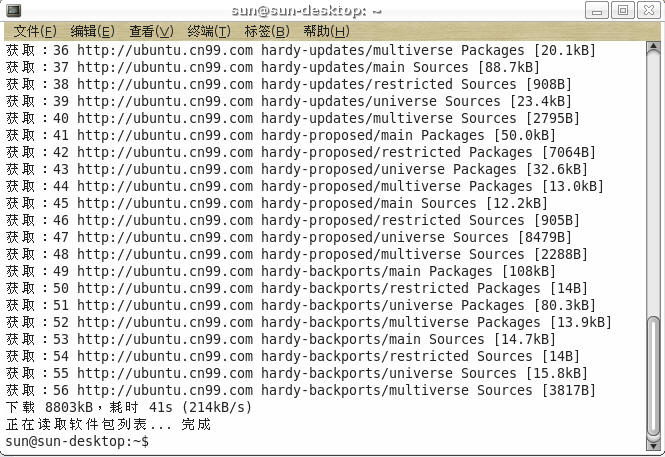 sun@sun-desktop: ~
文件(F) 编辑(E) 查看(V) 终端(T) 标签(B) 帮助(H)
获取：36 http://ubuntu.cn99.com hardy-updates/multiverse Packages [20.1kB]
获取：37 http://ubuntu.cn99.com hardy-updates/main Sources [88.7kB]
获取：38 http://ubuntu.cn99.com hardy-updates/restricted Sources [908B]
获取：39 http://ubuntu.cn99.com hardy-updates/universe Sources [23.4kB]
获取：40 http://ubuntu.cn99.com hardy-updates/multiverse Sources [2795B]
获取：41 http://ubuntu.cn99.com hardy-proposed/main Packages [50.0kB]
获取：42 http://ubuntu.cn99.com hardy-proposed/restricted Packages [7064B]
获取：43 http://ubuntu.cn99.com hardy-proposed/universe Packages [32.6kB]
获取：44 http://ubuntu.cn99.com hardy-proposed/multiverse Packages [13.0kB]
获取：45 http://ubuntu.cn99.com hardy-proposed/main Sources [12.2kB]
获取：46 http://ubuntu.cn99.com hardy-proposed/restricted Sources [905B]
获取：47 http://ubuntu.cn99.com hardy-proposed/universe Sources [8479B]
获取：48 http://ubuntu.cn99.com hardy-proposed/multiverse Sources [2288B]
获取：49 http://ubuntu.cn99.com hardy-backports/main Packages [108kB]
获取：50 http://ubuntu.cn99.com hardy-backports/restricted Packages [14B]
获取：51 http://ubuntu.cn99.com hardy-backports/universe Packages [80.3kB]
获取：52 http://ubuntu.cn99.com hardy-backports/multiverse Packages [13.9kB]
获取：53 http://ubuntu.cn99.com hardy-backports/main Sources [14.7kB]
获取：54 http://ubuntu.cn99.com hardy-backports/restricted Sources [14B]
获取：55 http://ubuntu.cn99.com hardy-backports/universe Sources [15.8kB]
获取：56 http://ubuntu.cn99.com hardy-backports/multiverse Sources [3817B]
下载 8803kB，耗时 41s (214kB/s)
正在读取软件包列表... 完成
sun@sun-desktop:~$